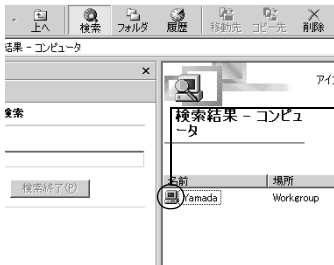 上へ 検索 フォルダ 履歴 移動先 コピー先 削除
結果 - コンピュータ
×
検索
検索終了(P)
アイ
検索結果 - コンピュ
ータ
名前 場所
Yamada Workgroup